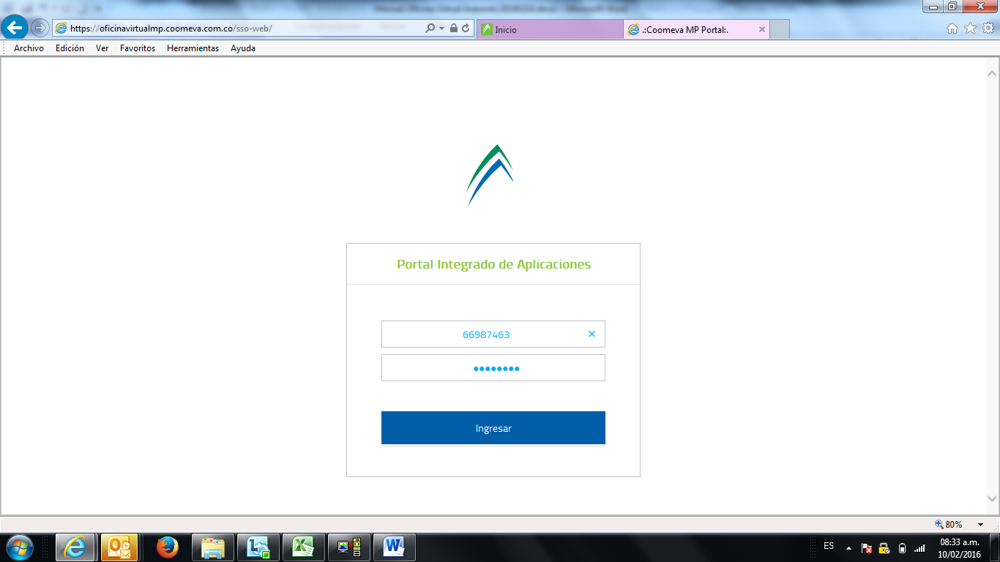 https://oficinavirtualmp.coomeva.com.co/sso-web/
Inicio
.:Coomeva MP Portal:.
Archivo Edición Ver Favoritos Herramientas Ayuda
Portal Integrado de Aplicaciones
66987463
Ingresar
80%
ES
08:33 a.m.
10/02/2016